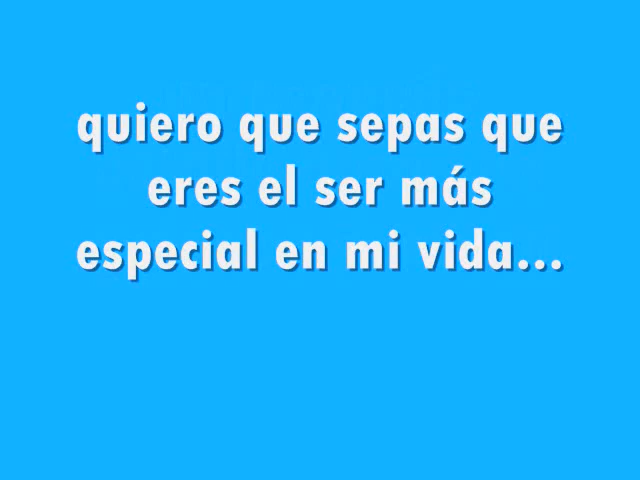 quiero que sepas que
eres el ser más
especial en mi vida...